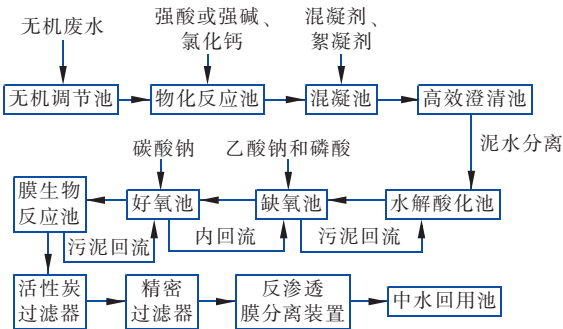 无机废水
强酸或强碱、
氯化钙
混凝剂、
絮凝剂
无机调节池
物化反应池
混凝池
高效澄清池
泥水分离
碳酸钠
乙酸钠和磷酸
膜生物
反应池
好氧池
缺氧池
水解酸化池
污泥回流
内回流
污泥回流
活性炭
过滤器
精密
过滤器
反渗透
膜分离装置
中水回用池